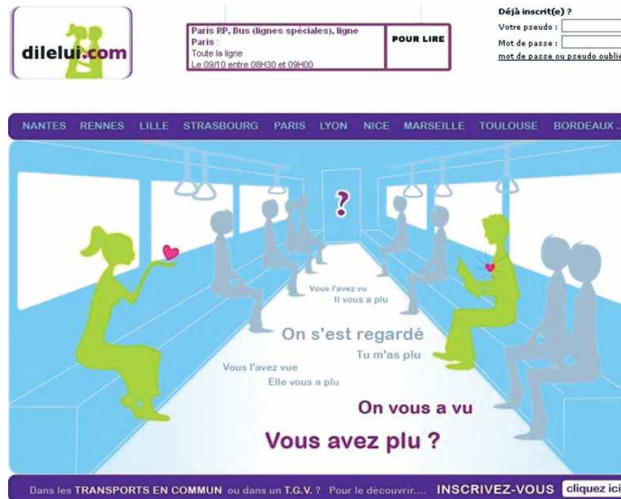 dilelui.com
Paris RP, Bus (lignes spéciales), ligne
Paris :
Toute la ligne
Le 09/10 entre 08H30 et 09H00
POUR LIRE
Déjà inscrit(e) ?
Votre pseudo :
Mot de passe :
mot de passe ou pseudo oublié
NANTES RENNES LILLE STRASBOURG PARIS LYON NICE MARSEILLE TOULOUSE BORDEAUX ..
?
Vous l'avez vu
Il vous a plu
On s'est regardé
Tu m'as plu
Vous l'avez vue
Elle vous a plu
On vous a vu
Vous avez plu ?
Dans les TRANSPORTS EN COMMUN ou dans un T.G.V. ? Pour le découvrir.... INSCRIVEZ-VOUS cliquez ici